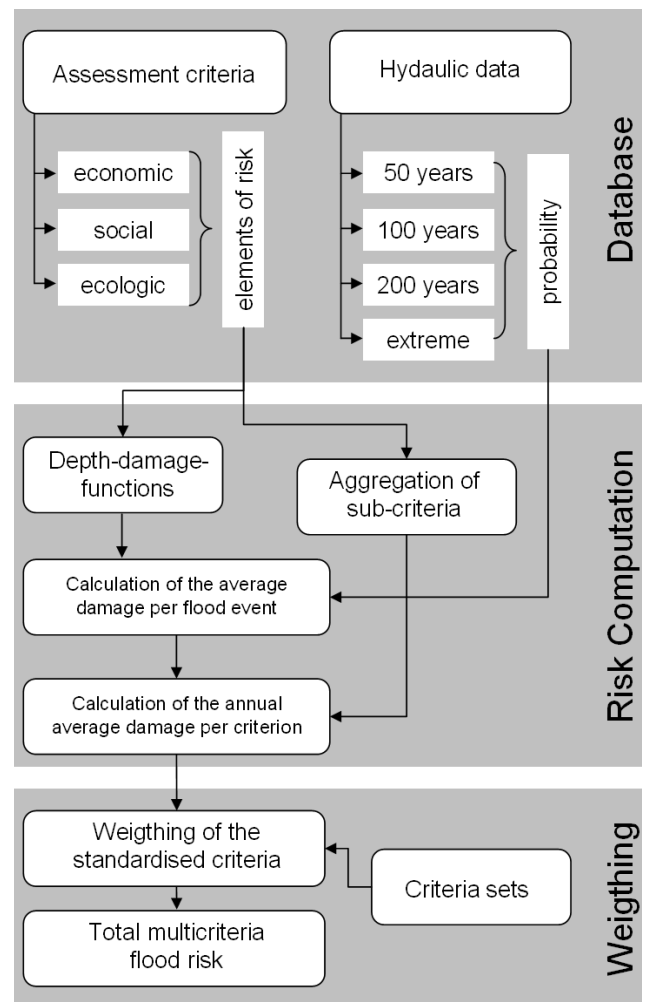 Assessment criteria
economic
social
ecologic
elements of risk
Hydaulic data
50 years
100 years
200 years
extreme
probability
Database
Depth-damage-
functions
Aggregation of
sub-criteria
Calculation of the average
damage per flood event
Calculation of the annual
average damage per criterion
Risk Computation
Weigthing of the
standardised criteria
Criteria sets
Total multicriteria
flood risk
Weigthing